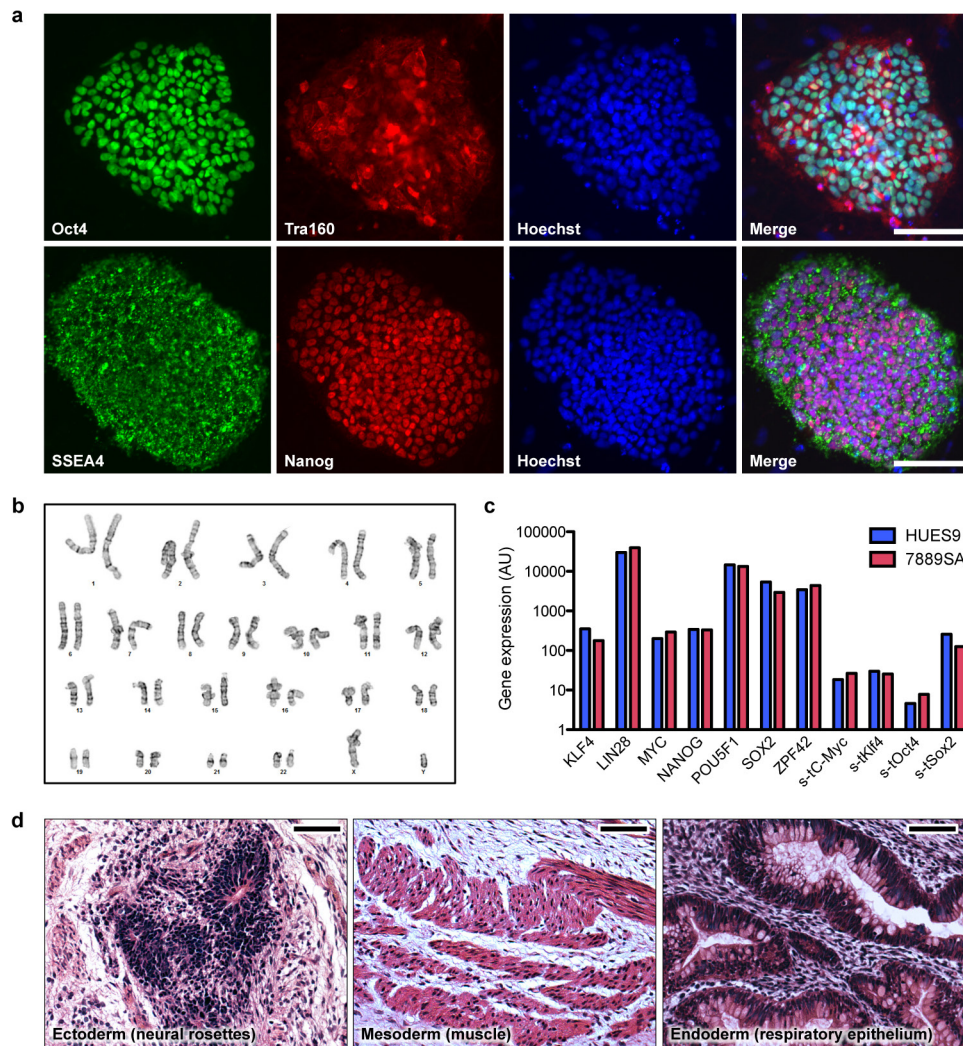 a
Oct4
Tra160
Hoechst
Merge
SSEA4
Nanog
Hoechst
Merge
b
1 2 3 4 5
6 7 8 9 10 11 12
13 14 15 16 17 18
19 20 21 22 X Y
c
HUES9
7889SA
Gene expression (AU)
100000
10000
1000
100
10
1
KLF4
LIN28
MYC
NANOG
POU5F1
SOX2
ZPF42
s-tC-Myc
s-tKlf4
s-tOct4
s-tSox2
d
Ectoderm (neural rosettes)
Mesoderm (muscle)
Endoderm (respiratory epithelium)